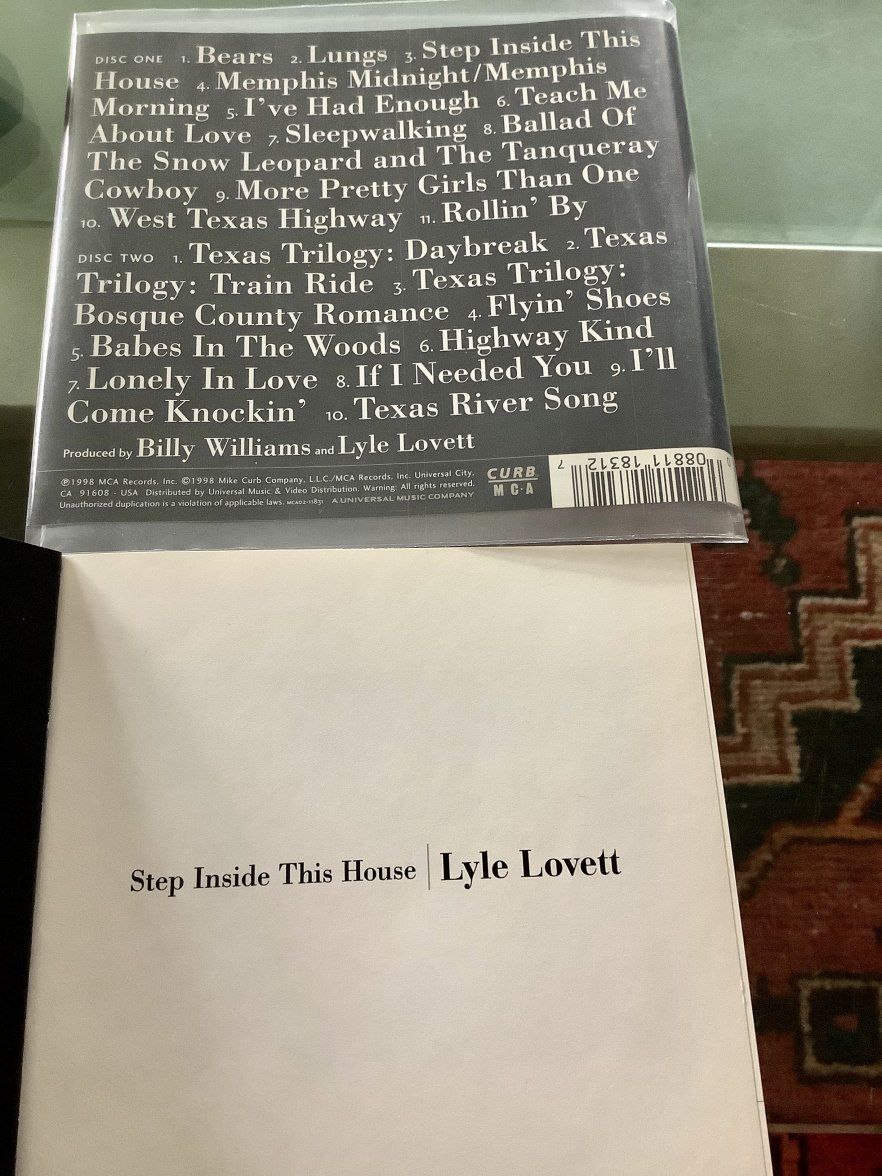 DISC ONE 1. Bears 2. Lungs 3. Step Inside This
House 4. Memphis Midnight/Memphis
Morning 5. I've Had Enough 6. Teach Me
About Love 7. Sleepwalking 8. Ballad Of
The Snow Leopard and The Tanqueray
Cowboy 9. More Pretty Girls Than One
10. West Texas Highway 11. Rollin' By
DISC TWO 1. Texas Trilogy: Daybreak 2. Texas
Trilogy: Train Ride 3. Texas Trilogy:
Bosque County Romance 4. Flyin' Shoes
5. Babes In The Woods 6. Highway Kind
7. Lonely In Love 8. If I Needed You 9. I'll
Come Knockin' 10. Texas River Song
Produced by Billy Williams and Lyle Lovett
℗1998 MCA Records, Inc. ©1998 Mike Curb Company, L.L.C./MCA Records, Inc. Universal City,
CA 91608 - USA Distributed by Universal Music & Video Distribution. Warning: All rights reserved.
Unauthorized duplication is a violation of applicable laws. MCAD2-11831 A UNIVERSAL MUSIC COMPANY
CURB
MCA
0 08811 18312 7
Step Inside This House | Lyle Lovett